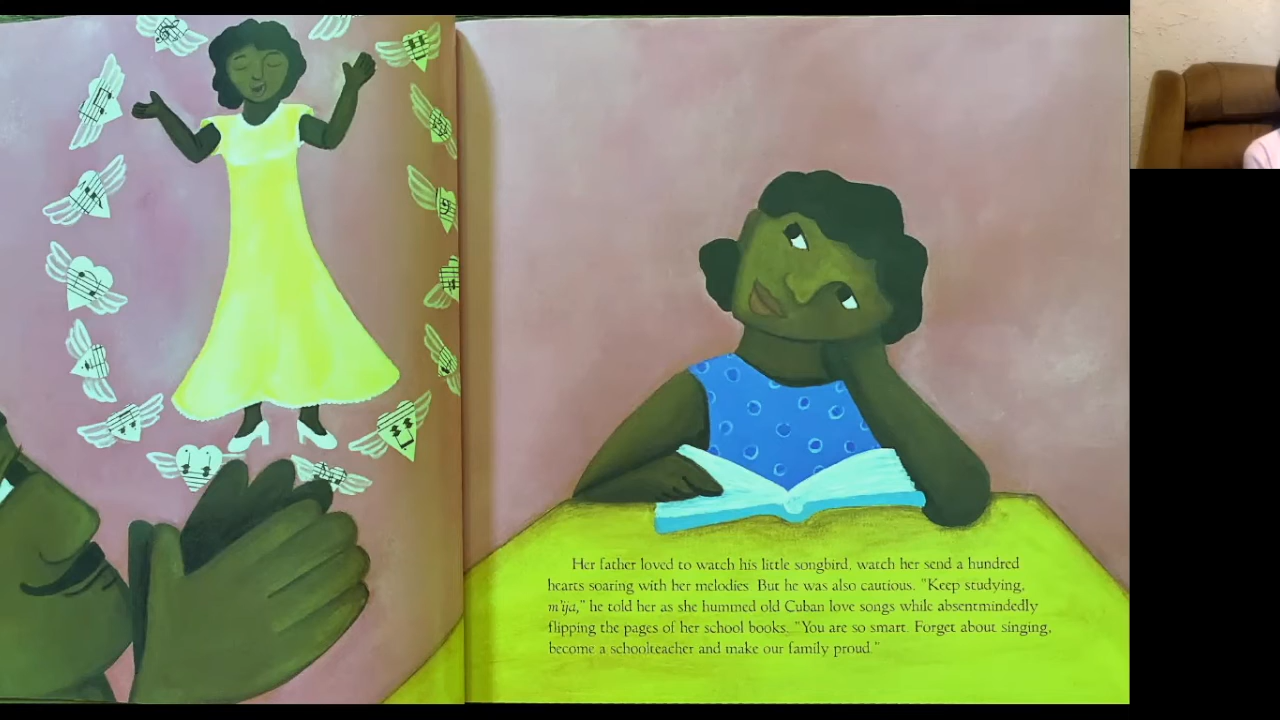 Her father loved to watch his little songbird, watch her send a hundred
hearts soaring with her melodies. But he was also cautious. "Keep studying,
m'ija," he told her as she hummed old Cuban love songs while absentmindedly
flipping the pages of her school books. "You are so smart. Forget about singing,
become a schoolteacher and make our family proud."